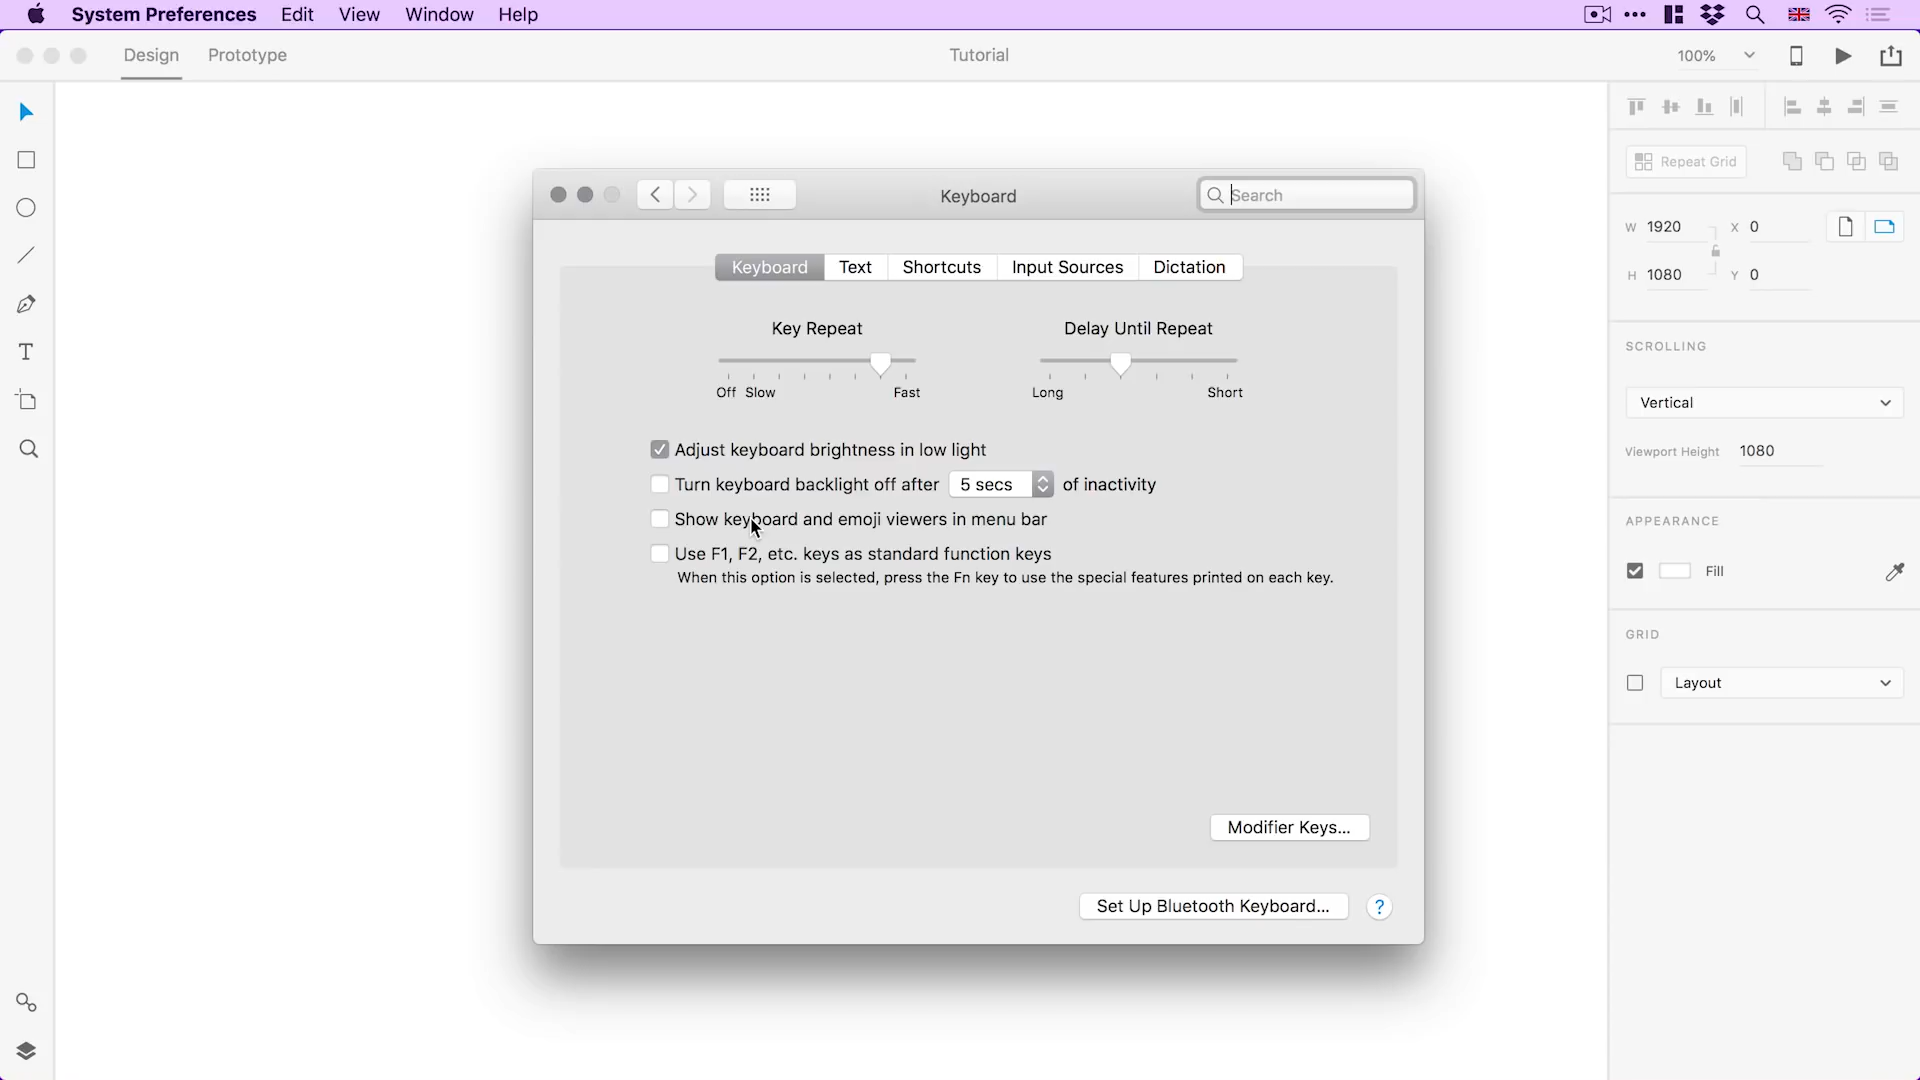 System Preferences Edit View Window Help
Design Prototype Tutorial 100%
Keyboard Search
Keyboard Text Shortcuts Input Sources Dictation
Key Repeat Delay Until Repeat
Off Slow Fast Long Short
Adjust keyboard brightness in low light
Turn keyboard backlight off after 5 secs of inactivity
Show keyboard and emoji viewers in menu bar
Use F1, F2, etc. keys as standard function keys
When this option is selected, press the Fn key to use the special features printed on each key.
Modifier Keys...
Set Up Bluetooth Keyboard... ?
T
Repeat Grid
W 1920 X 0
H 1080 Y 0
SCROLLING
Vertical
Viewport Height 1080
APPEARANCE
Fill
GRID
Layout